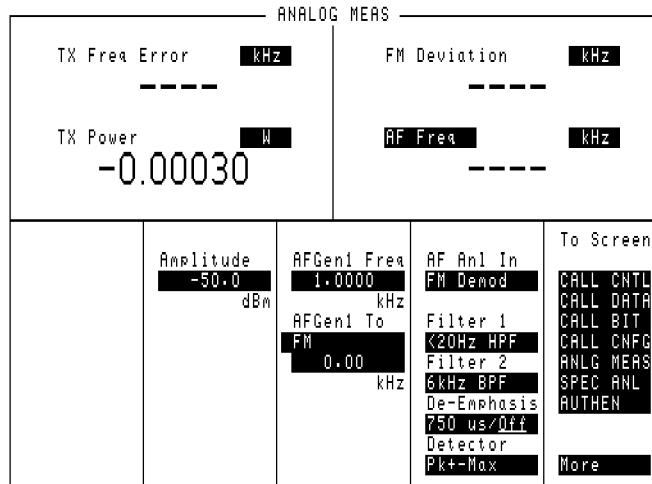 ANALOG MEAS
TX Freq Error kHz
----
FM Deviation kHz
----
TX Power W
-0.00030
AF Freq kHz
----
Amplitude
-50.0
dBm
AFGen1 Freq
1.0000
kHz
AFGen1 To
FM
0.00
kHz
AF Anl In
FM Demod
Filter 1
<20Hz HPF
Filter 2
6kHz BPF
De-Emphasis
750 us/Off
Detector
Pk+-Max
To Screen
CALL CNTL
CALL DATA
CALL BIT
CALL CNFG
ANLG MEAS
SPEC ANL
AUTHEN
More